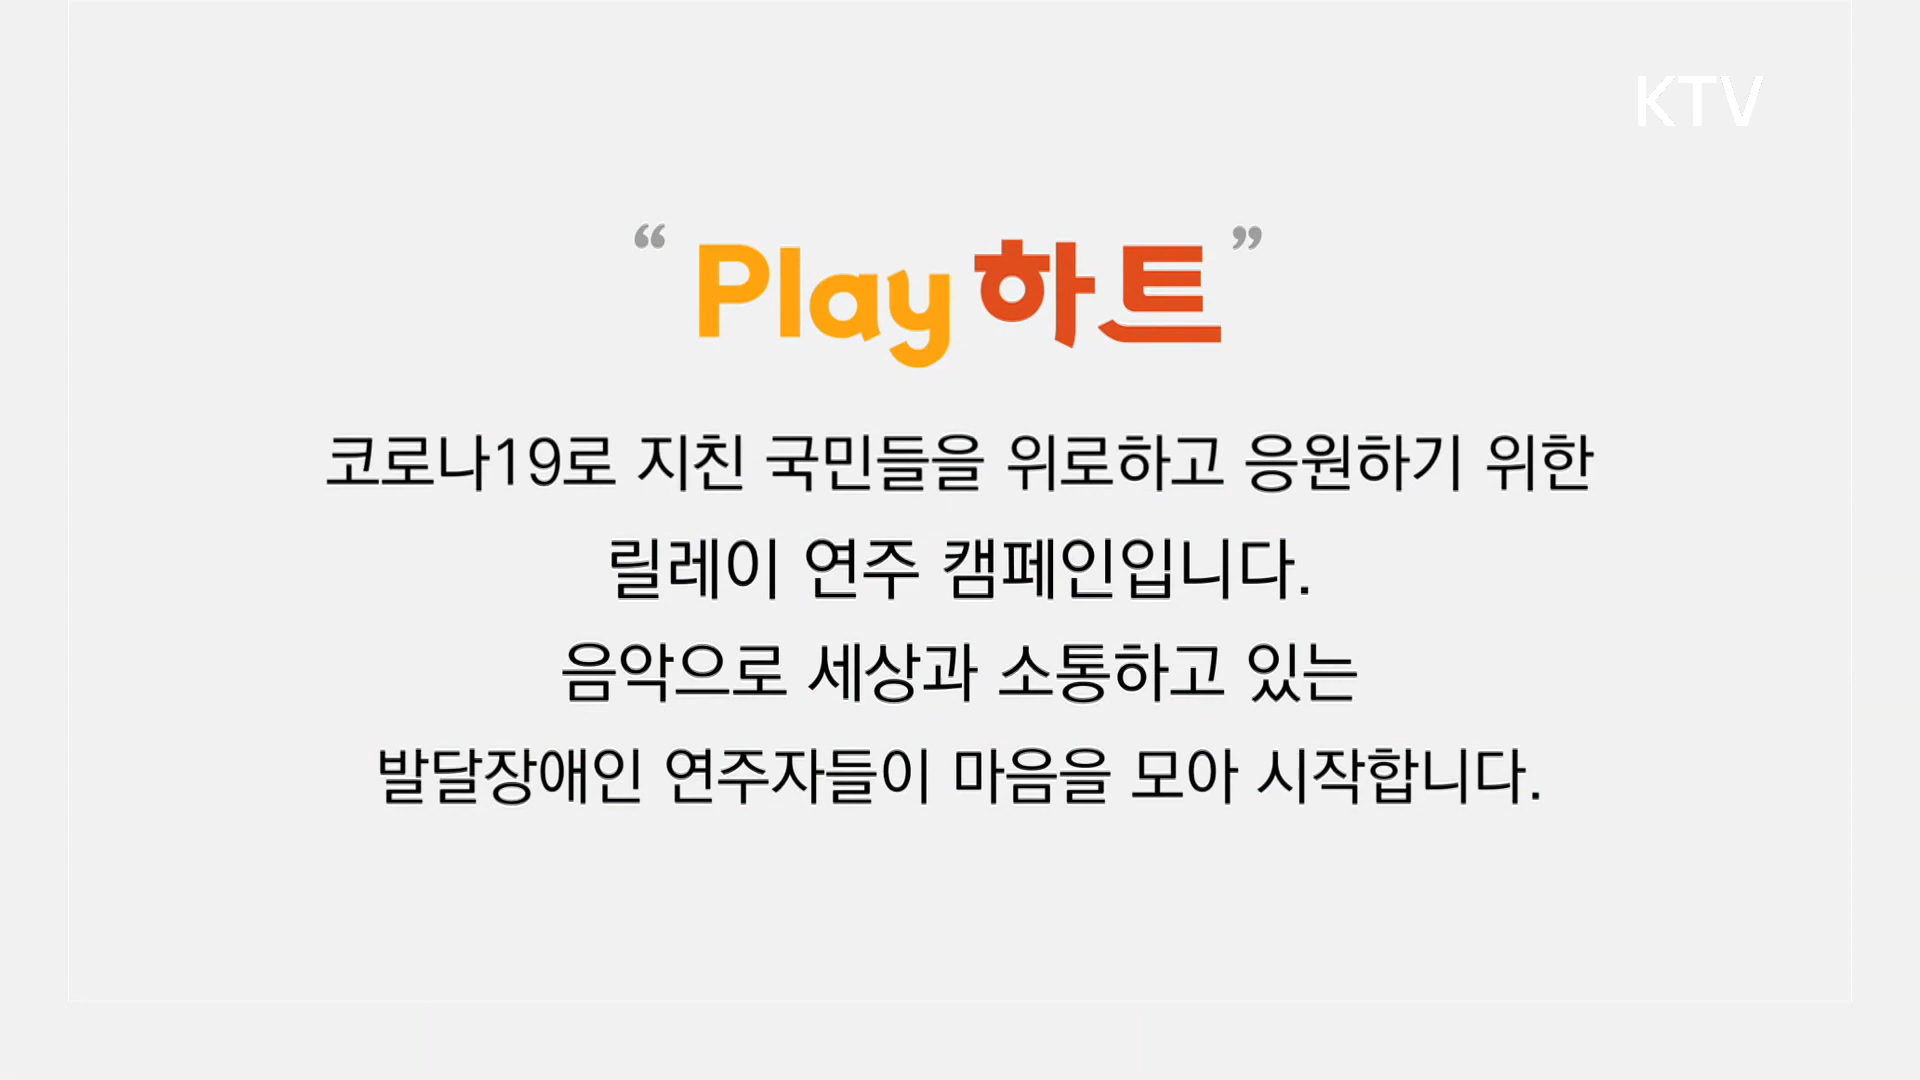 KTV
“Play하트”
코로나19로 지친 국민들을 위로하고 응원하기 위한
릴레이 연주 캠페인입니다.
음악으로 세상과 소통하고 있는
발달장애인 연주자들이 마음을 모아 시작합니다.